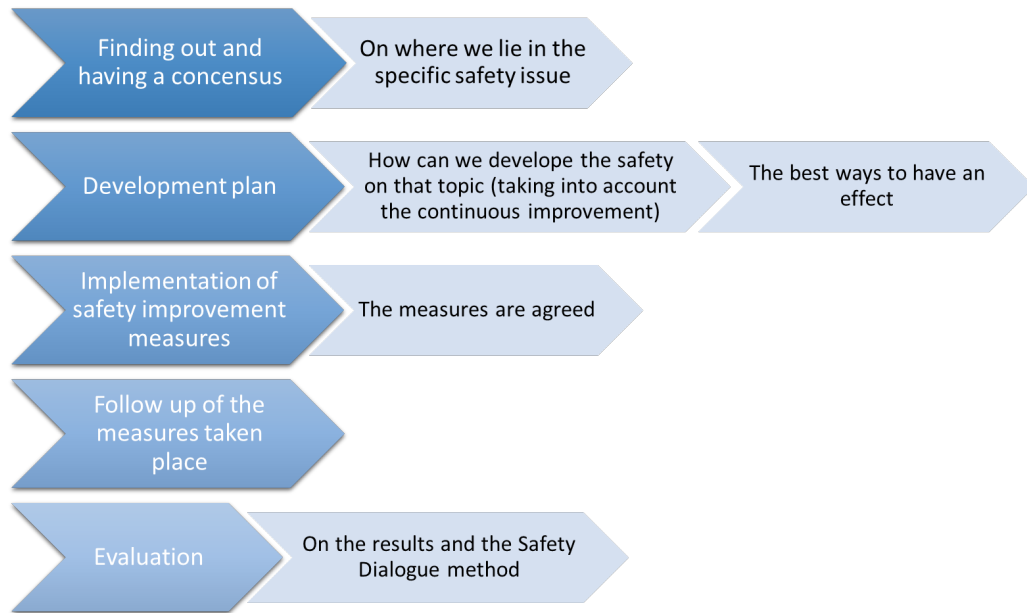 Finding out and
having a concensus
On where we lie in the
specific safety issue
Development plan
How can we develope the safety
on that topic (taking into account
the continuous improvement)
The best ways to have an
effect
Implementation of
safety improvement
measures
The measures are agreed
Follow up of the
measures taken
place
Evaluation
On the results and the Safety
Dialogue method